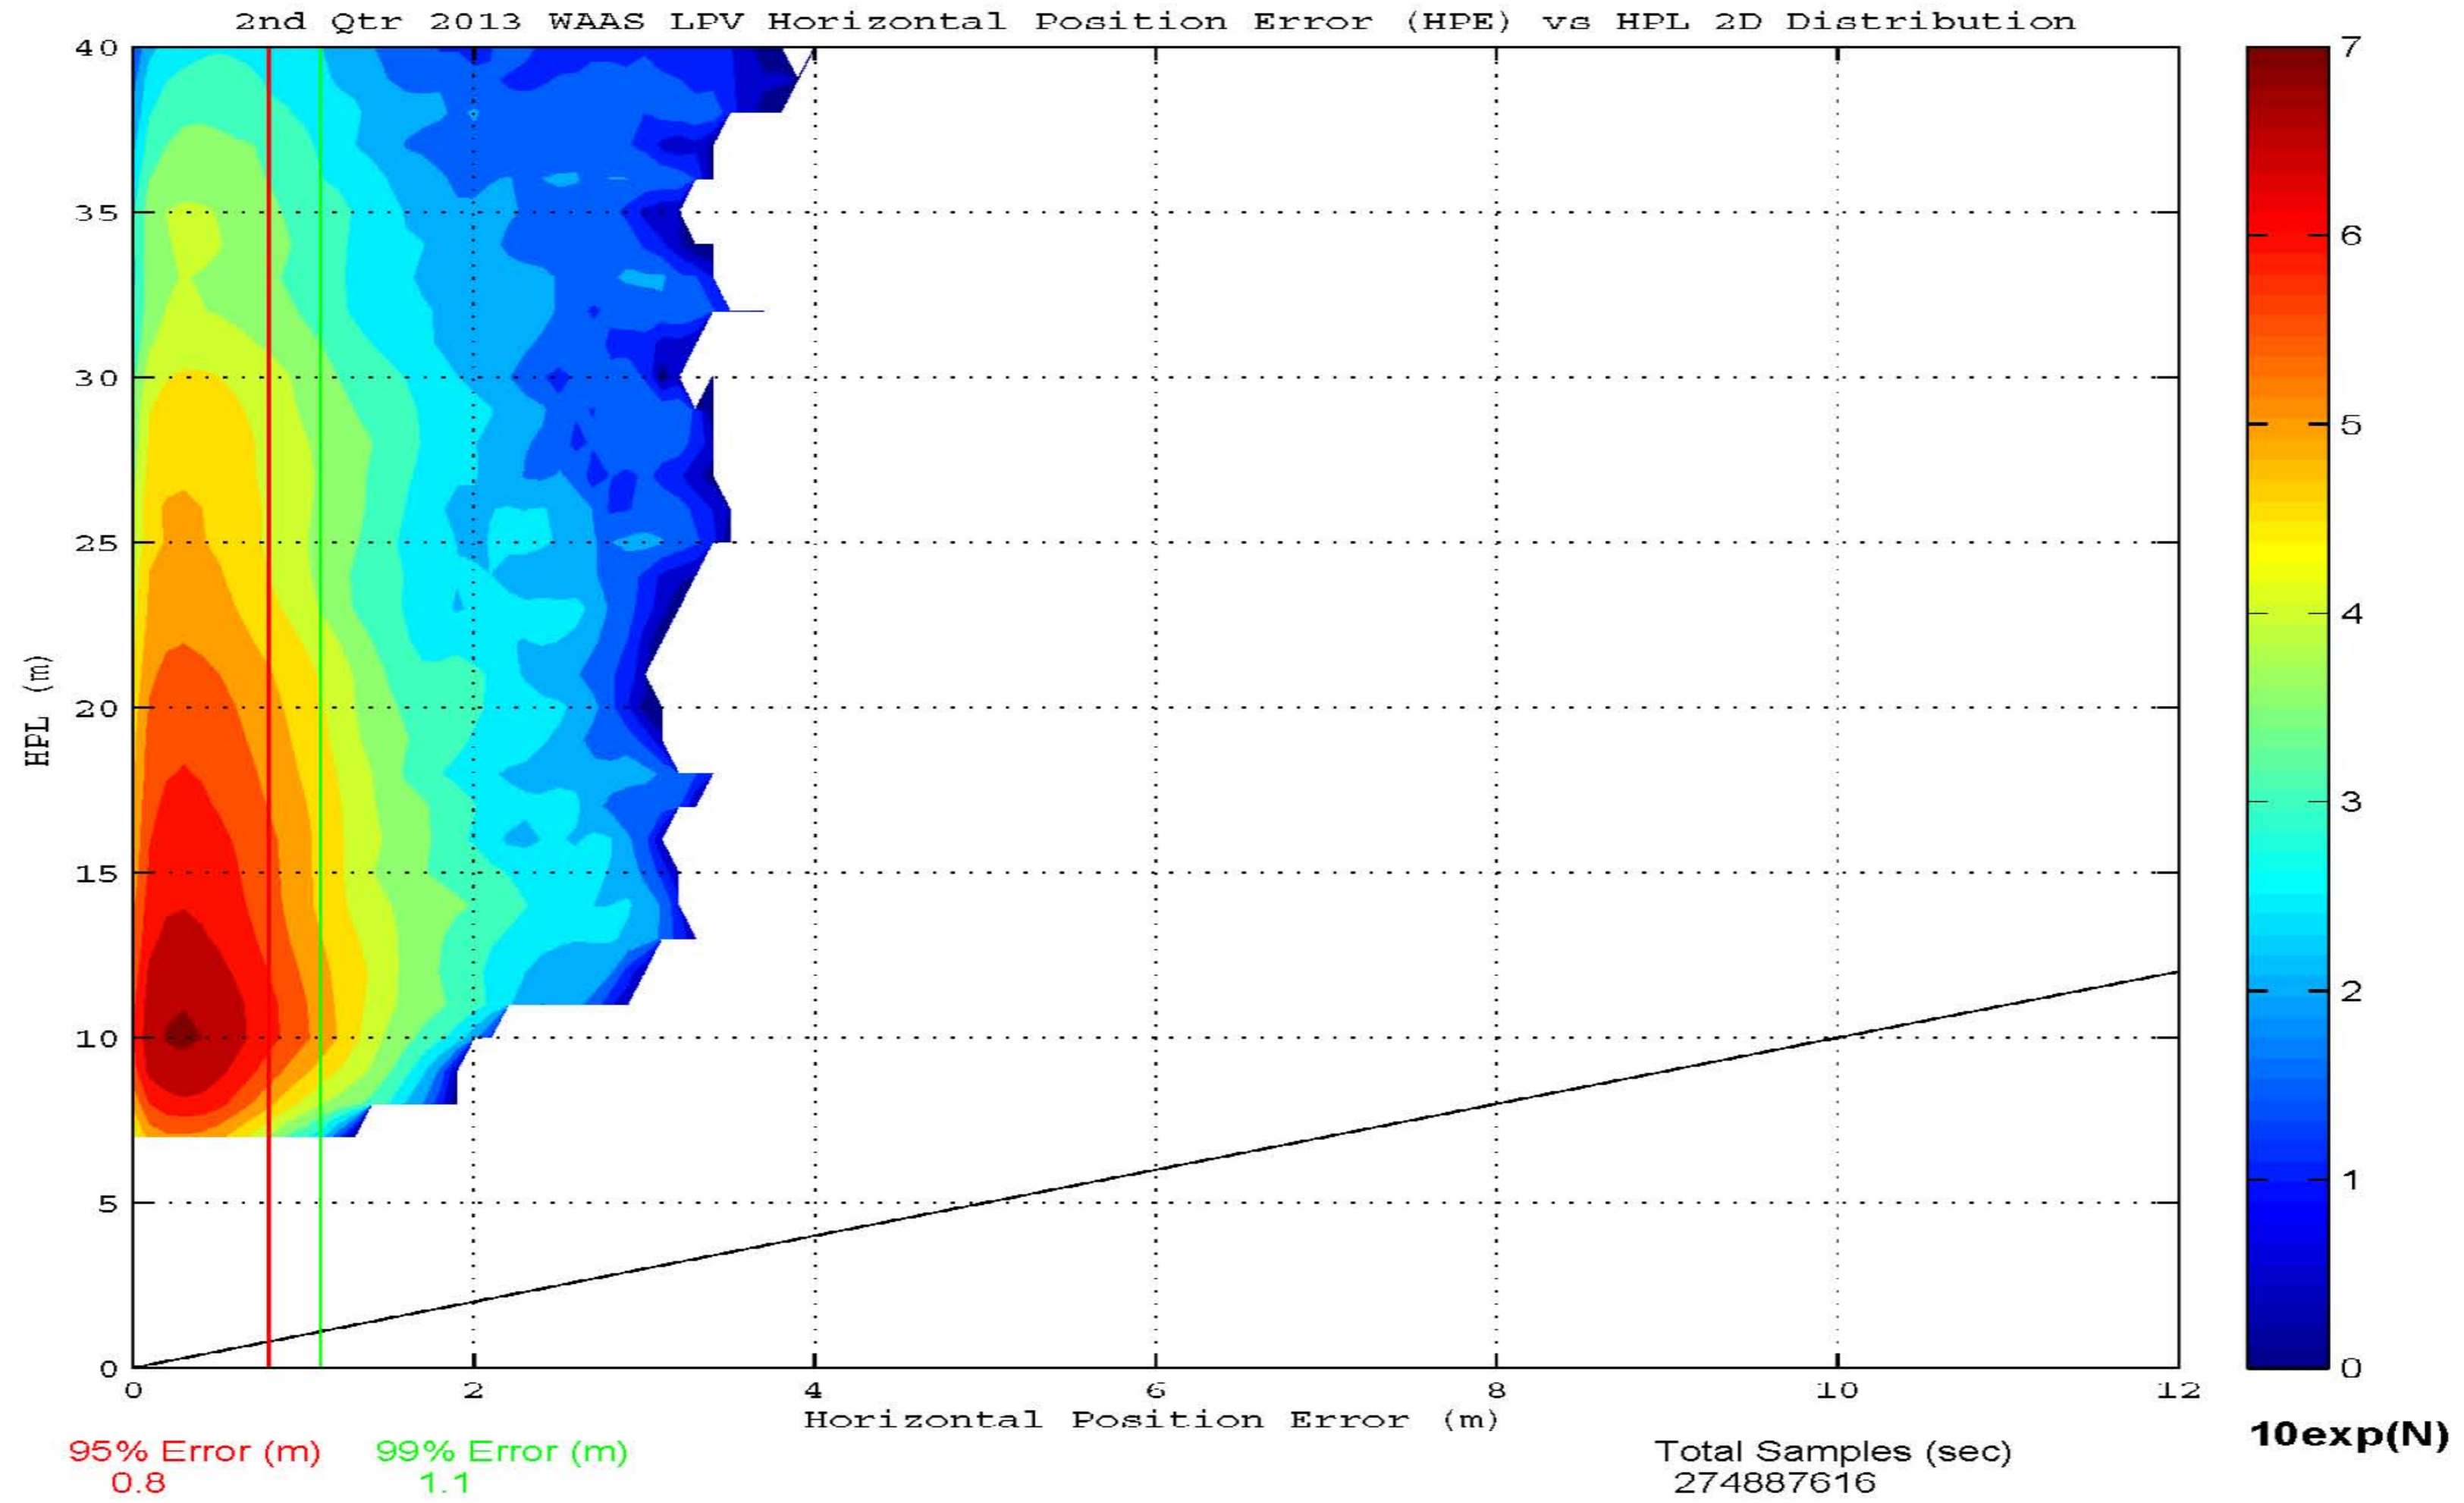 2nd Qtr 2013 WAAS LPV Horizontal Position Error (HPE) vs HPL 2D Distribution
40
35
30
25
20
15
10
5
0
HPL (m)
0 2 4 6 8 10 12
Horizontal Position Error (m)
7
6
5
4
3
2
1
0
10exp(N)
95% Error (m) 99% Error (m) Total Samples (sec)
0.8 1.1 274887616